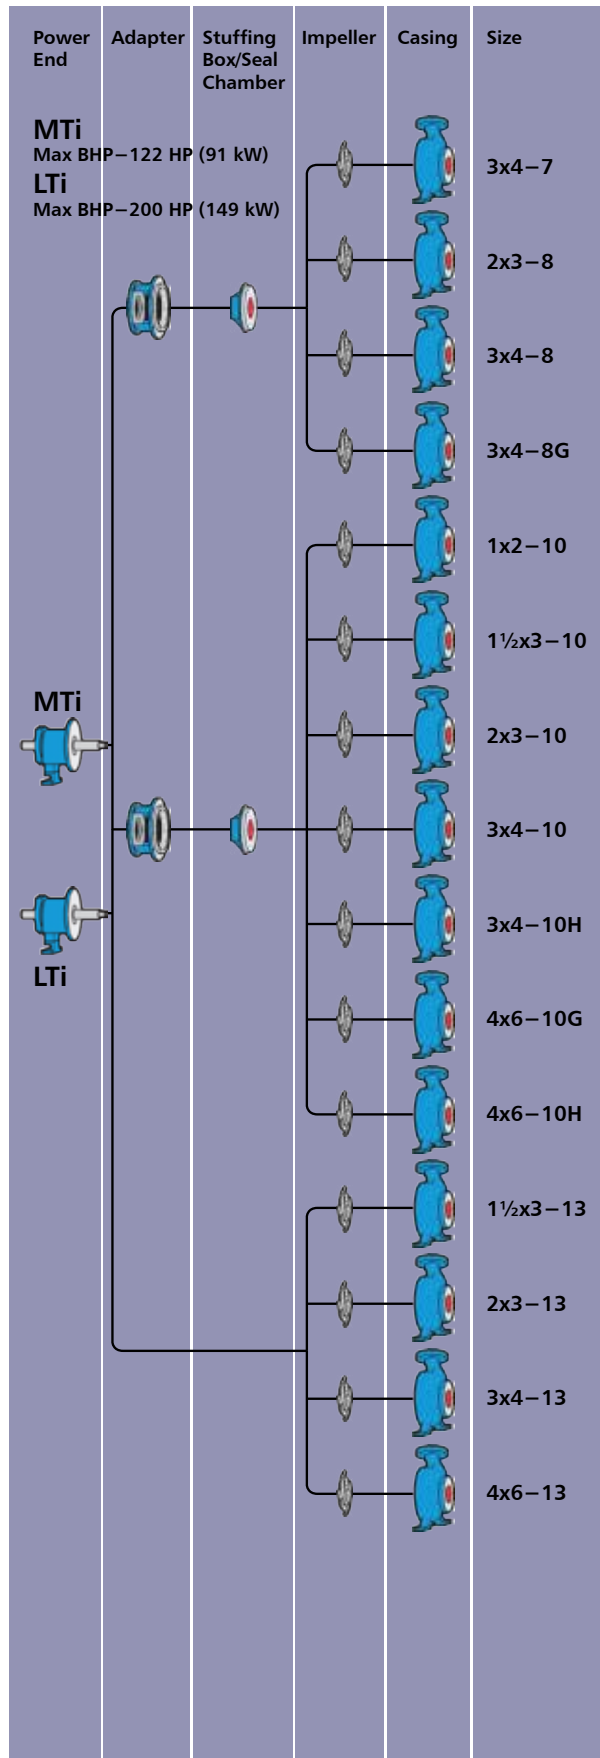 Power End
Adapter
Stuffing Box/Seal Chamber
Impeller
Casing
Size
MTi
Max BHP–122 HP (91 kW)
LTi
Max BHP–200 HP (149 kW)
3x4–7
2x3–8
3x4–8
3x4–8G
1x2–10
1½x3–10
MTi
2x3–10
3x4–10
3x4–10H
LTi
4x6–10G
4x6–10H
1½x3–13
2x3–13
3x4–13
4x6–13